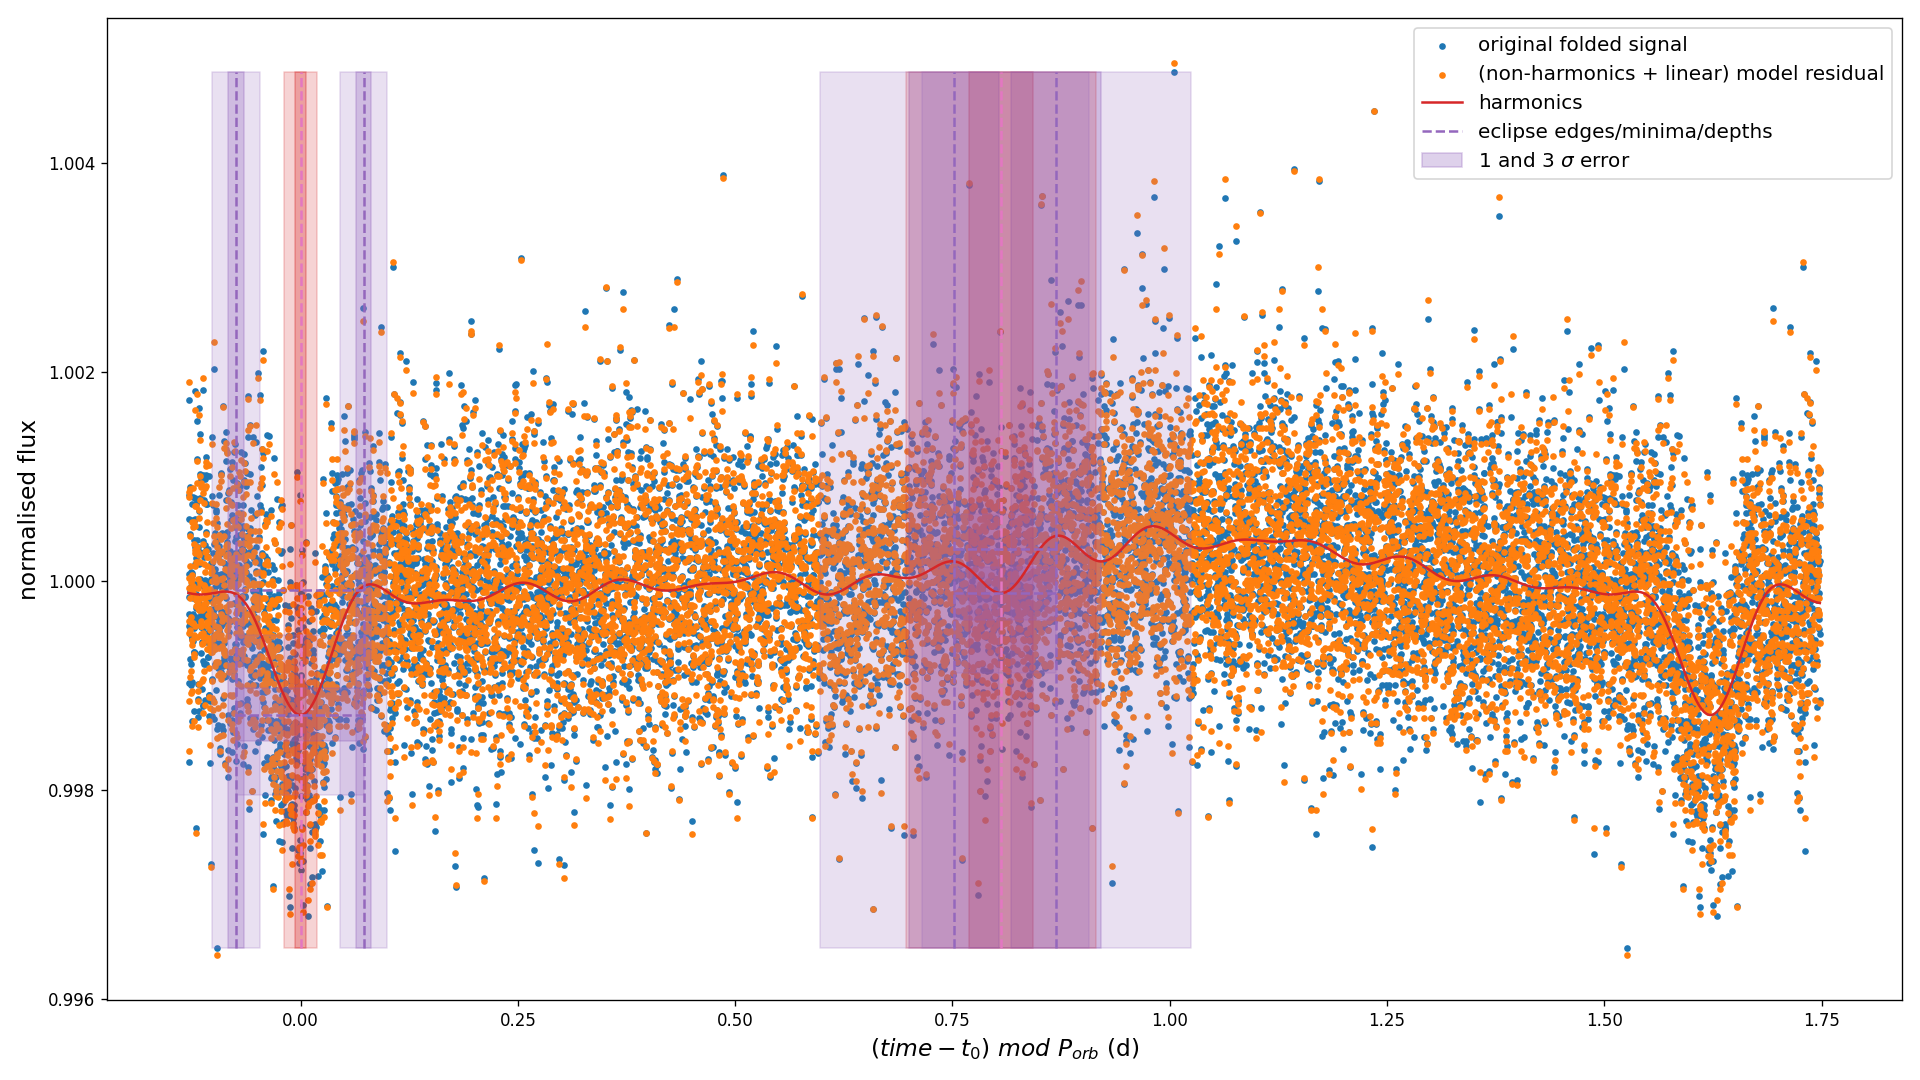 original folded signal
(non-harmonics + linear) model residual
harmonics
eclipse edges/minima/depths
1 and 3 σ error
normalised flux
1.004
1.002
1.000
0.998
0.996
0.00 0.25 0.50 0.75 1.00 1.25 1.50 1.75
(time − t₀) mod Pₒᵣb (d)